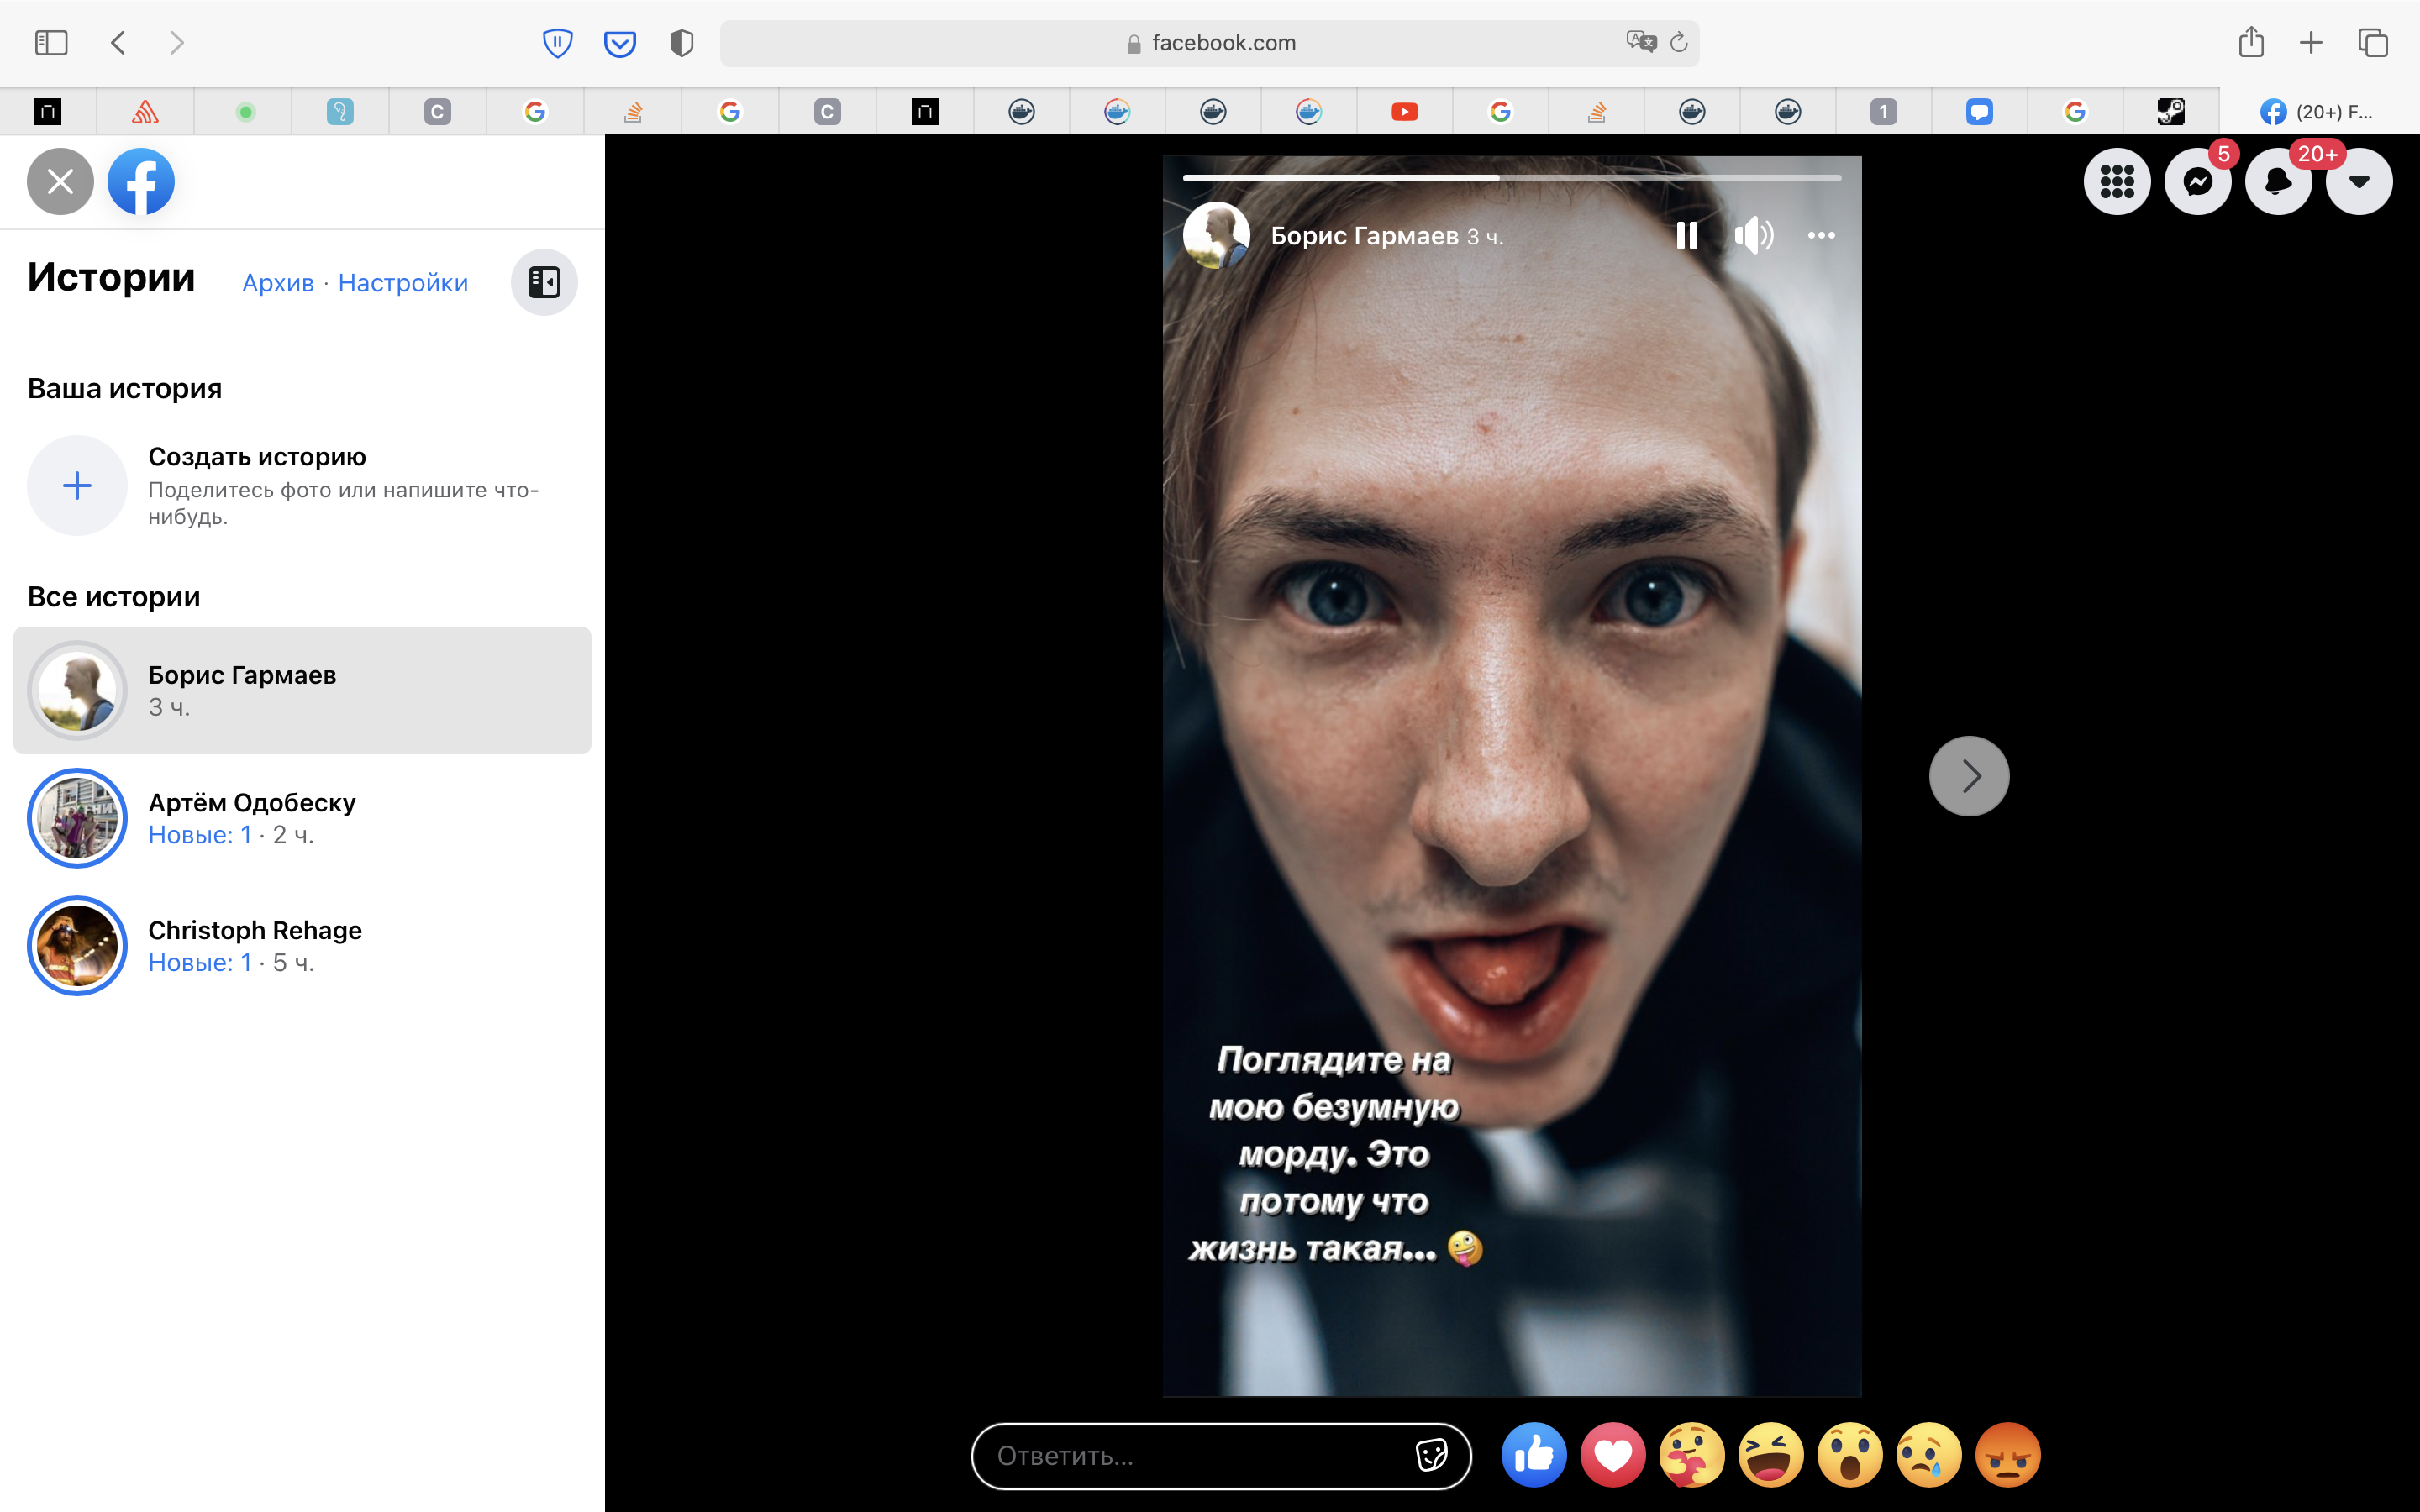 facebook.com
C
C
1
(20+) F...
5
20+
Истории
Архив · Настройки
Ваша история
Создать историю
Поделитесь фото или напишите что-
нибудь.
Все истории
Борис Гармаев
3 ч.
Артём Одобеску
Новые: 1 · 2 ч.
Christoph Rehage
Новые: 1 · 5 ч.
Борис Гармаев 3 ч.
Поглядите на
мою безумную
морду. Это
потому что
жизнь такая... 🤪
Ответить...